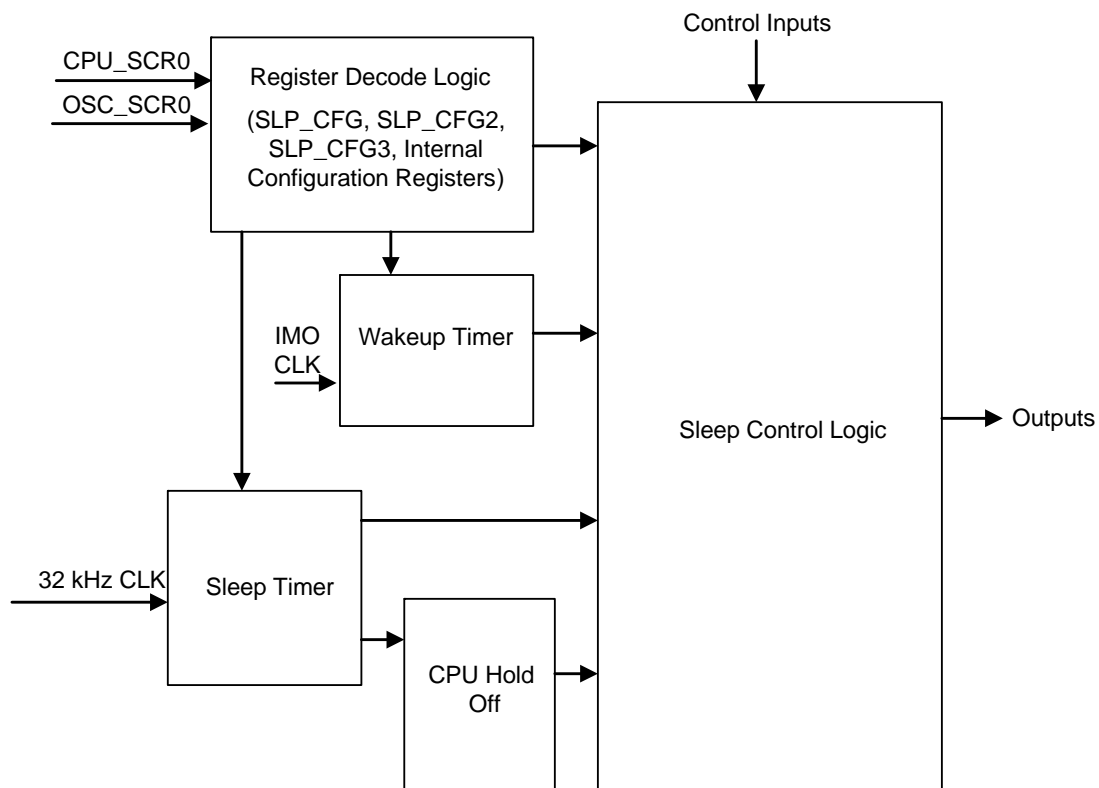 Control Inputs
CPU_SCR0
OSC_SCR0
Register Decode Logic
(SLP_CFG, SLP_CFG2,
SLP_CFG3, Internal
Configuration Registers)
IMO
CLK
Wakeup Timer
Sleep Control Logic
Outputs
32 kHz CLK
Sleep Timer
CPU Hold
Off